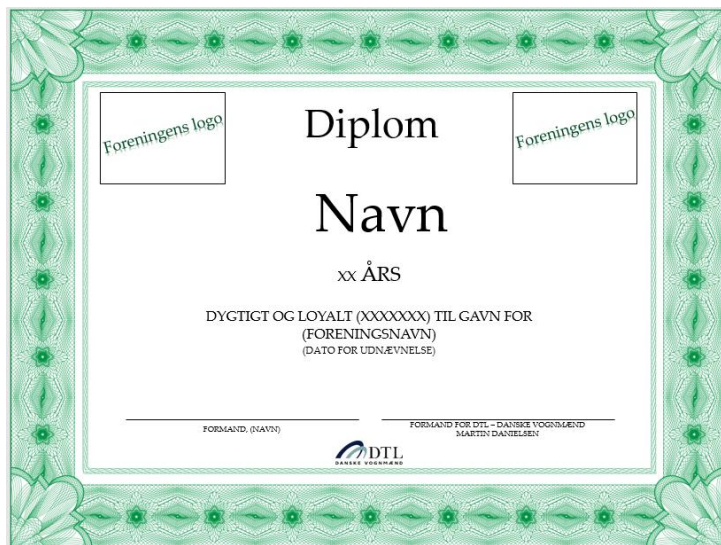 Foreningens logo
Diplom
Foreningens logo
Navn
xx ÅRS
DYGTIGT OG LOYALT (XXXXXXX) TIL GAVN FOR
(FORENINGSNAVN)
(DATO FOR UDNÆVNELSE)
FORMAND, (NAVN)
FORMAND FOR DTL – DANSKE VOGNMÆND
MARTIN DANIELSEN
DTL
DANSKE VOGNMÆND